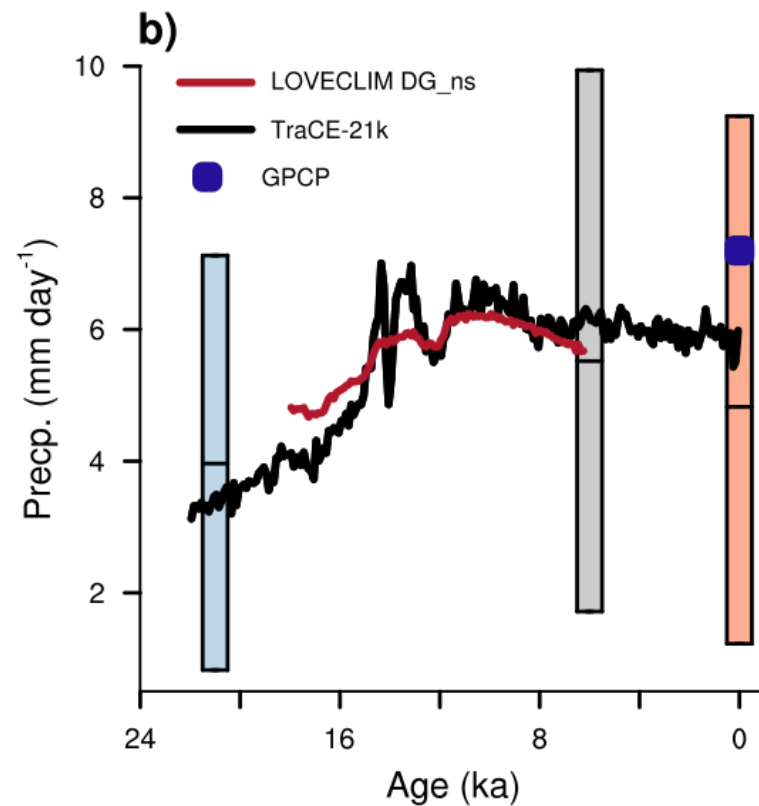 b)
LOVECLIM DG_ns
TraCE-21k
GPCP
10
8
6
4
2
Precp. (mm day-1)
24 16 8 0
Age (ka)